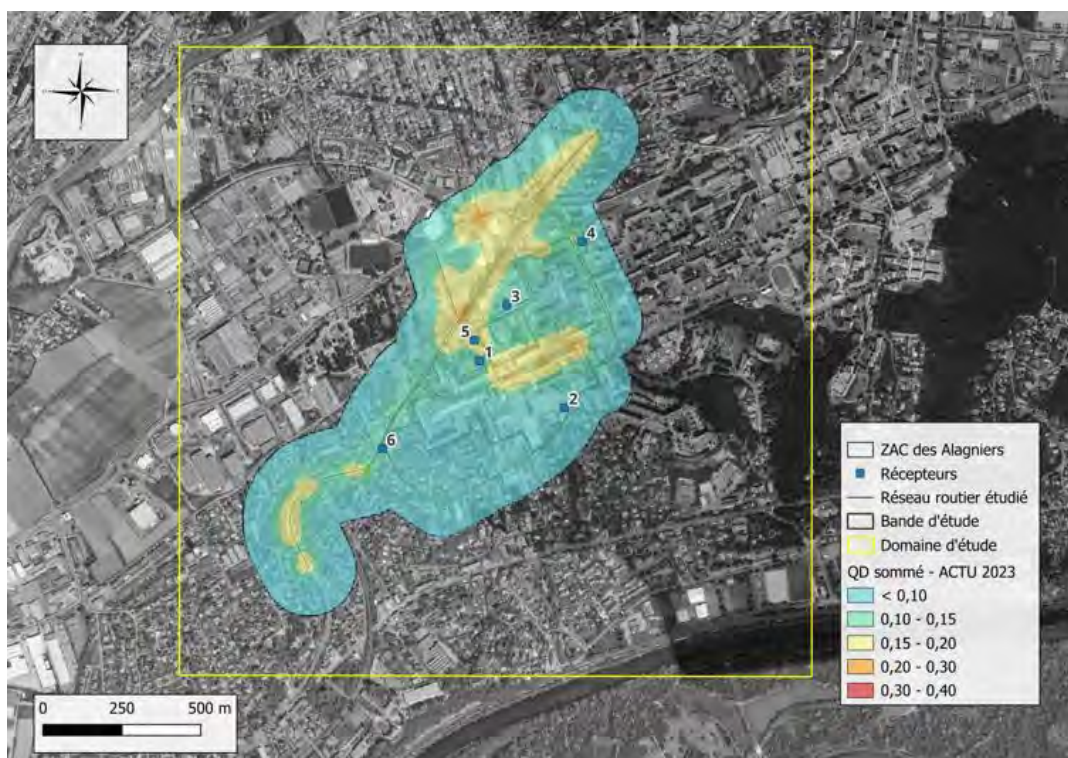 4
3
5
1
2
6
ZAC des Alagniers
Récepteurs
Réseau routier étudié
Bande d'étude
Domaine d'étude
QD sommé - ACTU 2023
< 0,10
0,10 - 0,15
0,15 - 0,20
0,20 - 0,30
0,30 - 0,40
0 250 500 m